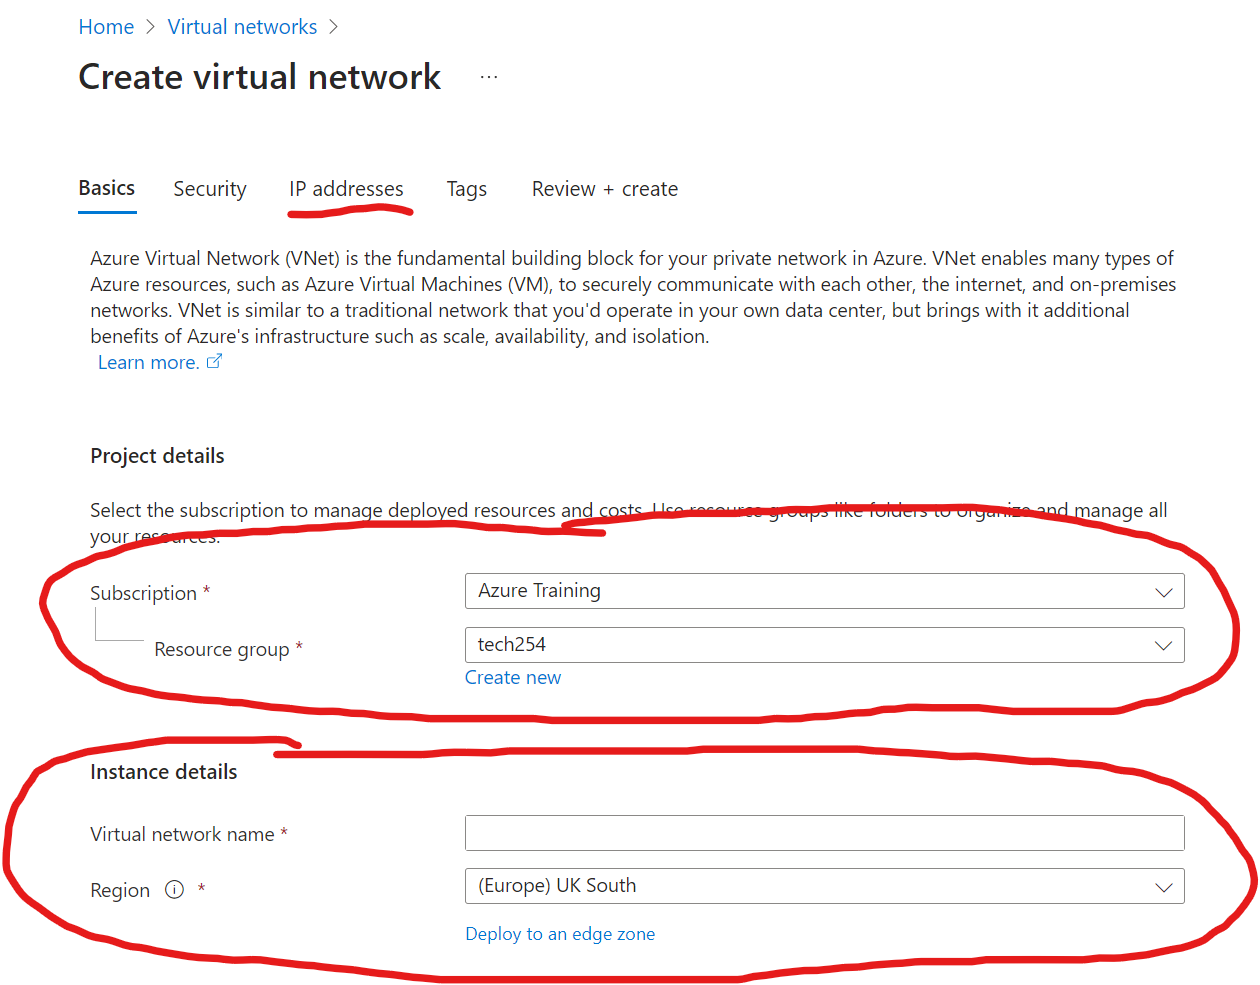 Home > Virtual networks >
Create virtual network ...
Basics Security IP addresses Tags Review + create
Azure Virtual Network (VNet) is the fundamental building block for your private network in Azure. VNet enables many types of
Azure resources, such as Azure Virtual Machines (VM), to securely communicate with each other, the internet, and on-premises
networks. VNet is similar to a traditional network that you'd operate in your own data center, but brings with it additional
benefits of Azure's infrastructure such as scale, availability, and isolation.
Learn more.
Project details
Select the subscription to manage deployed resources and costs. Use resource groups like folders to organize and manage all
your resources.
Subscription * Azure Training
Resource group * tech254
Create new
Instance details
Virtual network name *
Region * (Europe) UK South
Deploy to an edge zone